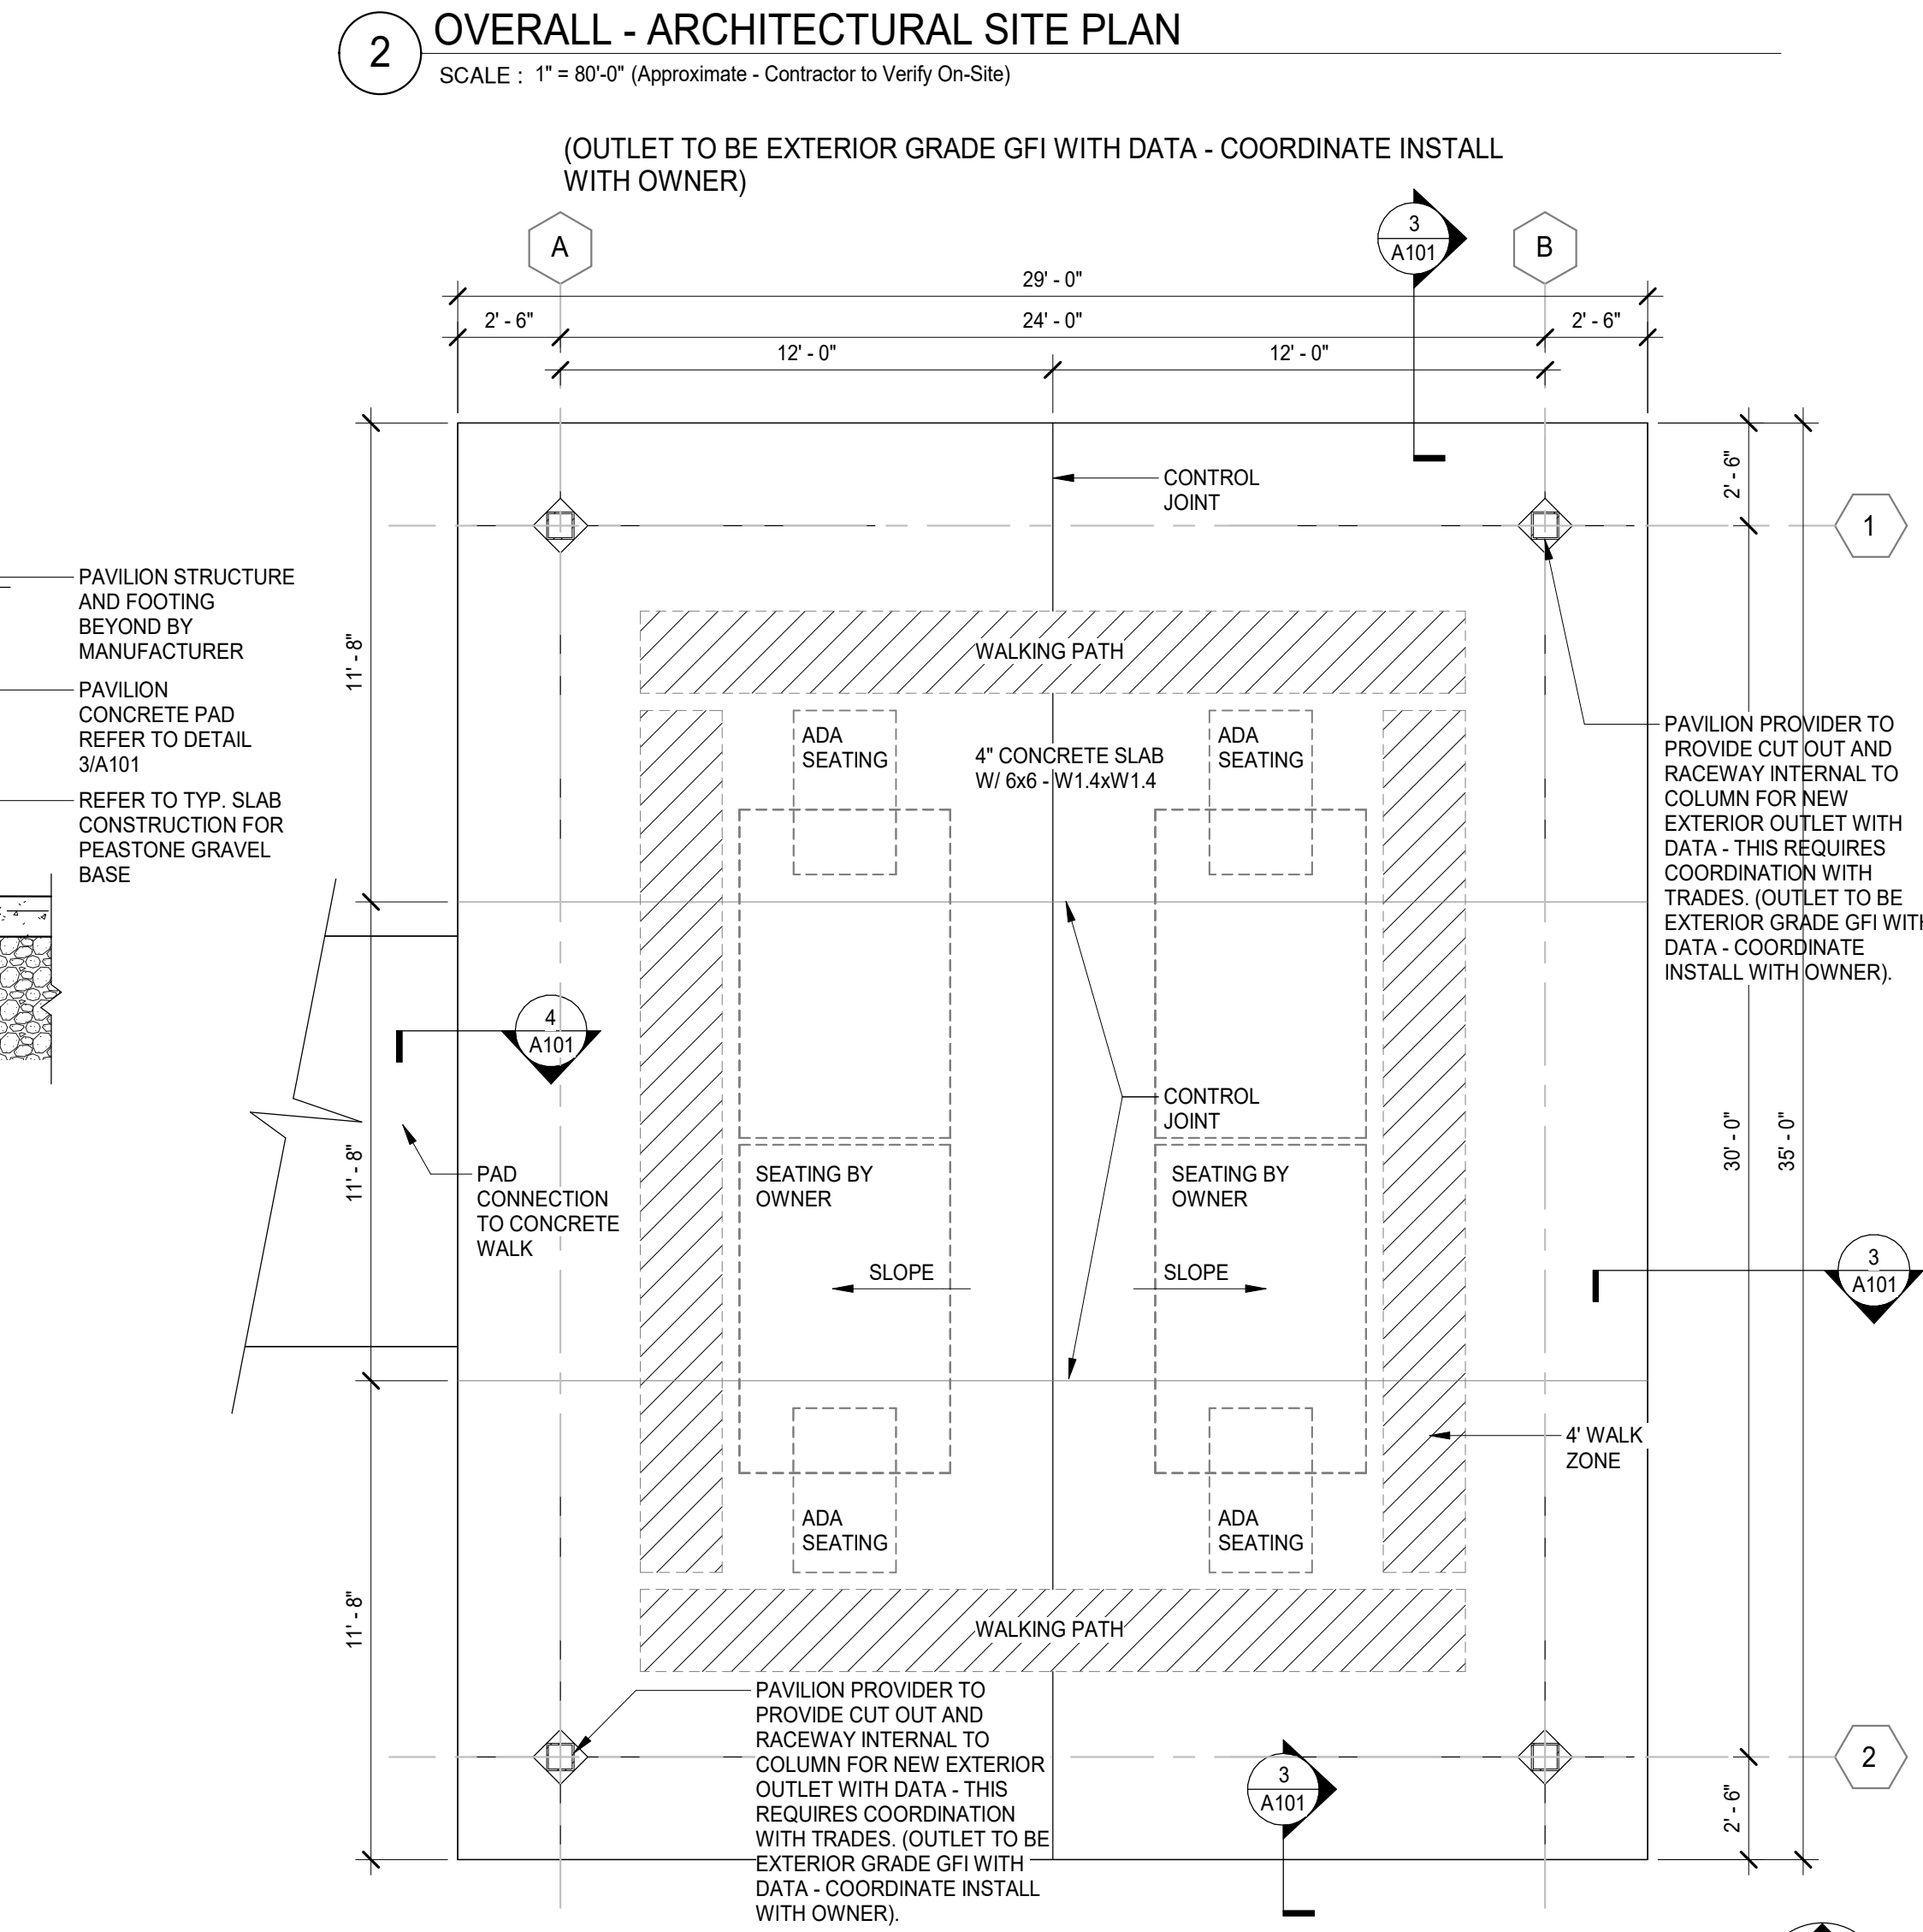 2
OVERALL - ARCHITECTURAL SITE PLAN
SCALE : 1" = 80'-0" (Approximate - Contractor to Verify On-Site)
(OUTLET TO BE EXTERIOR GRADE GFI WITH DATA - COORDINATE INSTALL
WITH OWNER)
A
3
A101
B
29' - 0"
2' - 6"
24' - 0"
2' - 6"
12' - 0"
12' - 0"
2' - 6"
CONTROL
JOINT
1
PAVILION STRUCTURE
AND FOOTING
BEYOND BY
MANUFACTURER
PAVILION
CONCRETE PAD
REFER TO DETAIL
3/A101
REFER TO TYP. SLAB
CONSTRUCTION FOR
PEASTONE GRAVEL
BASE
11' - 8"
WALKING PATH
ADA
SEATING
4" CONCRETE SLAB
W/ 6x6 - W1.4xW1.4
ADA
SEATING
PAVILION PROVIDER TO
PROVIDE CUT OUT AND
RACEWAY INTERNAL TO
COLUMN FOR NEW
EXTERIOR OUTLET WITH
DATA - THIS REQUIRES
COORDINATION WITH
TRADES. (OUTLET TO BE
EXTERIOR GRADE GFI WITH
DATA - COORDINATE
INSTALL WITH OWNER).
4
A101
CONTROL
JOINT
11' - 8"
30' - 0"
35' - 0"
PAD
CONNECTION
TO CONCRETE
WALK
SEATING BY
OWNER
SEATING BY
OWNER
SLOPE
SLOPE
3
A101
4' WALK
ZONE
ADA
SEATING
ADA
SEATING
11' - 8"
WALKING PATH
PAVILION PROVIDER TO
PROVIDE CUT OUT AND
RACEWAY INTERNAL TO
COLUMN FOR NEW EXTERIOR
OUTLET WITH DATA - THIS
REQUIRES COORDINATION
WITH TRADES. (OUTLET TO BE
EXTERIOR GRADE GFI WITH
DATA - COORDINATE INSTALL
WITH OWNER).
3
A101
2
2' - 6"